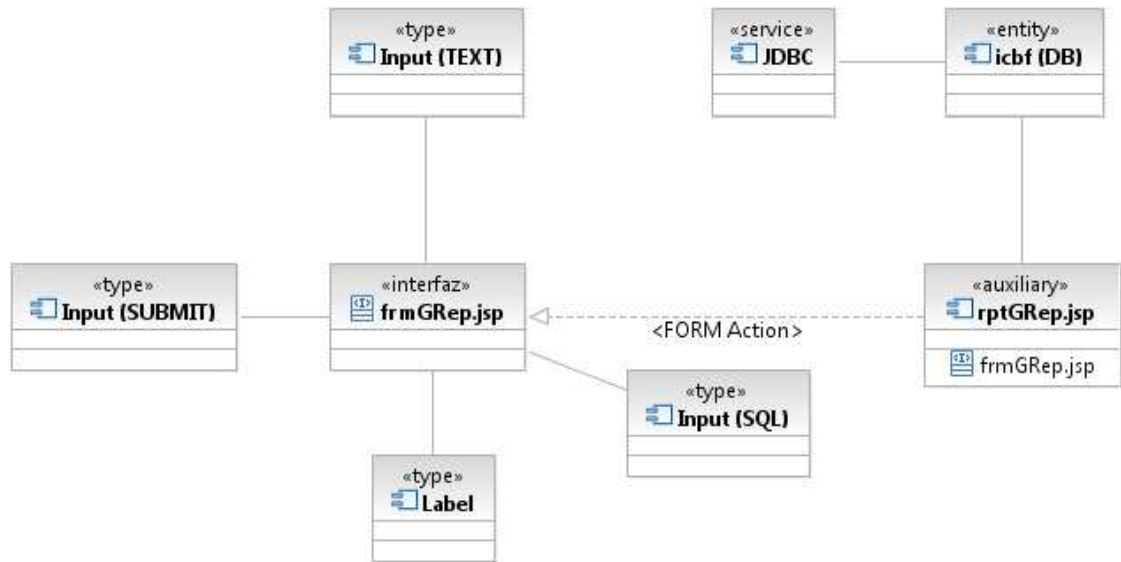 «type»
Input (TEXT)
«service»
JDBC
«entity»
icbf (DB)
«type»
Input (SUBMIT)
«interfaz»
frmGRep.jsp
<FORM Action>
«auxiliary»
rptGRep.jsp
frmGRep.jsp
«type»
Input (SQL)
«type»
Label